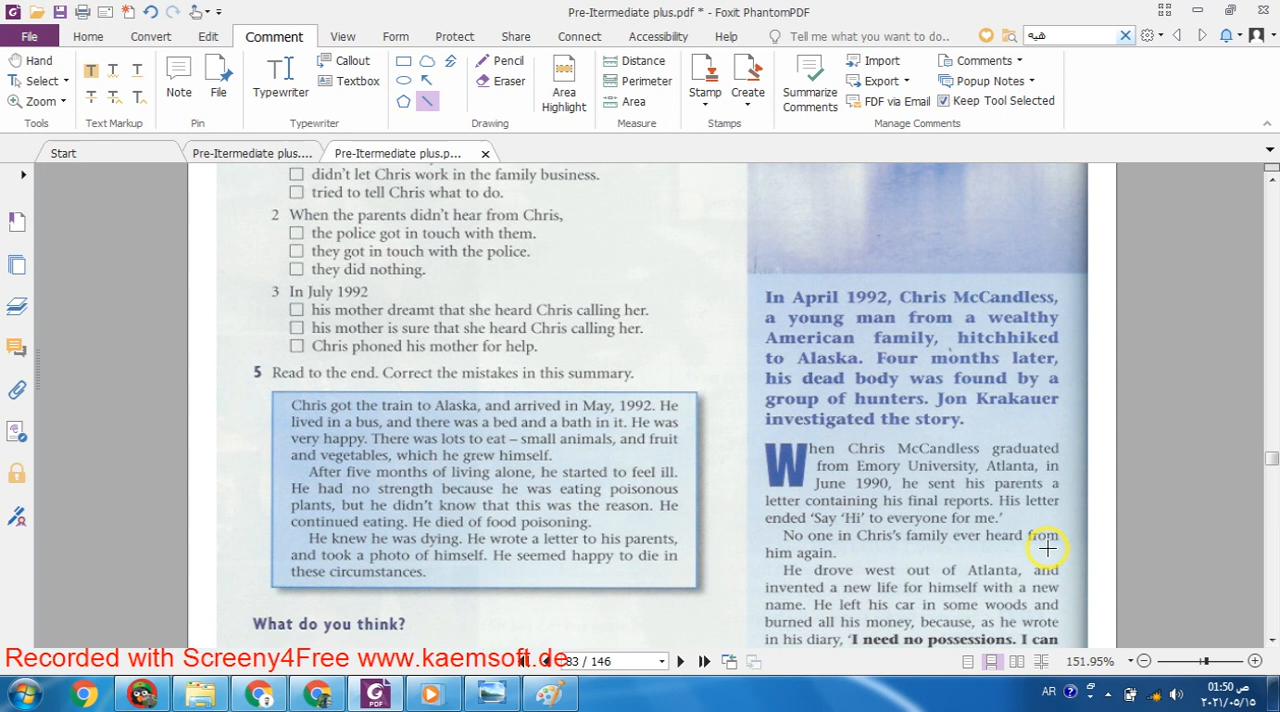 Pre-Itermediate plus.pdf * - Foxit PhantomPDF
File Home Convert Edit Comment View Form Protect Share Connect Accessibility Help Tell me what you want to do..
Hand
Select
Zoom
Tools
Text Markup
Note
File
Pin
Typewriter
Callout
Textbox
Typewriter
Pencil
Eraser
Drawing
Area
Highlight
Distance
Perimeter
Area
Measure
Stamp
Create
Stamps
Summarize
Comments
Import
Export
FDF via Email
Comments
Popup Notes
Keep Tool Selected
Manage Comments
Start
Pre-Itermediate plus....
Pre-Itermediate plus.p...
didn't let Chris work in the family business.
tried to tell Chris what to do.
2 When the parents didn't hear from Chris,
the police got in touch with them.
they got in touch with the police.
they did nothing.
3 In July 1992
his mother dreamt that she heard Chris calling her.
his mother is sure that she heard Chris calling her.
Chris phoned his mother for help.
5 Read to the end. Correct the mistakes in this summary.
Chris got the train to Alaska, and arrived in May, 1992. He
lived in a bus, and there was a bed and a bath in it. He was
very happy. There was lots to eat – small animals, and fruit
and vegetables, which he grew himself.
After five months of living alone, he started to feel ill.
He had no strength because he was eating poisonous
plants, but he didn't know that this was the reason. He
continued eating. He died of food poisoning.
He knew he was dying. He wrote a letter to his parents,
and took a photo of himself. He seemed happy to die in
these circumstances.
What do you think?
In April 1992, Chris McCandless,
a young man from a wealthy
American family, hitchhiked
to Alaska. Four months later,
his dead body was found by a
group of hunters. Jon Krakauer
investigated the story.
When Chris McCandless graduated
from Emory University, Atlanta, in
June 1990, he sent his parents a
letter containing his final reports. His letter
ended 'Say 'Hi' to everyone for me.'
No one in Chris's family ever heard from
him again.
He drove west out of Atlanta, and
invented a new life for himself with a new
name. He left his car in some woods and
burned all his money, because, as he wrote
in his diary, 'I need no possessions. I can
Recorded with Screeny4Free www.kaemsoft.de
83 / 146
151.95%
AR
01:50 ص
٢٠٢١/٠٥/١٥